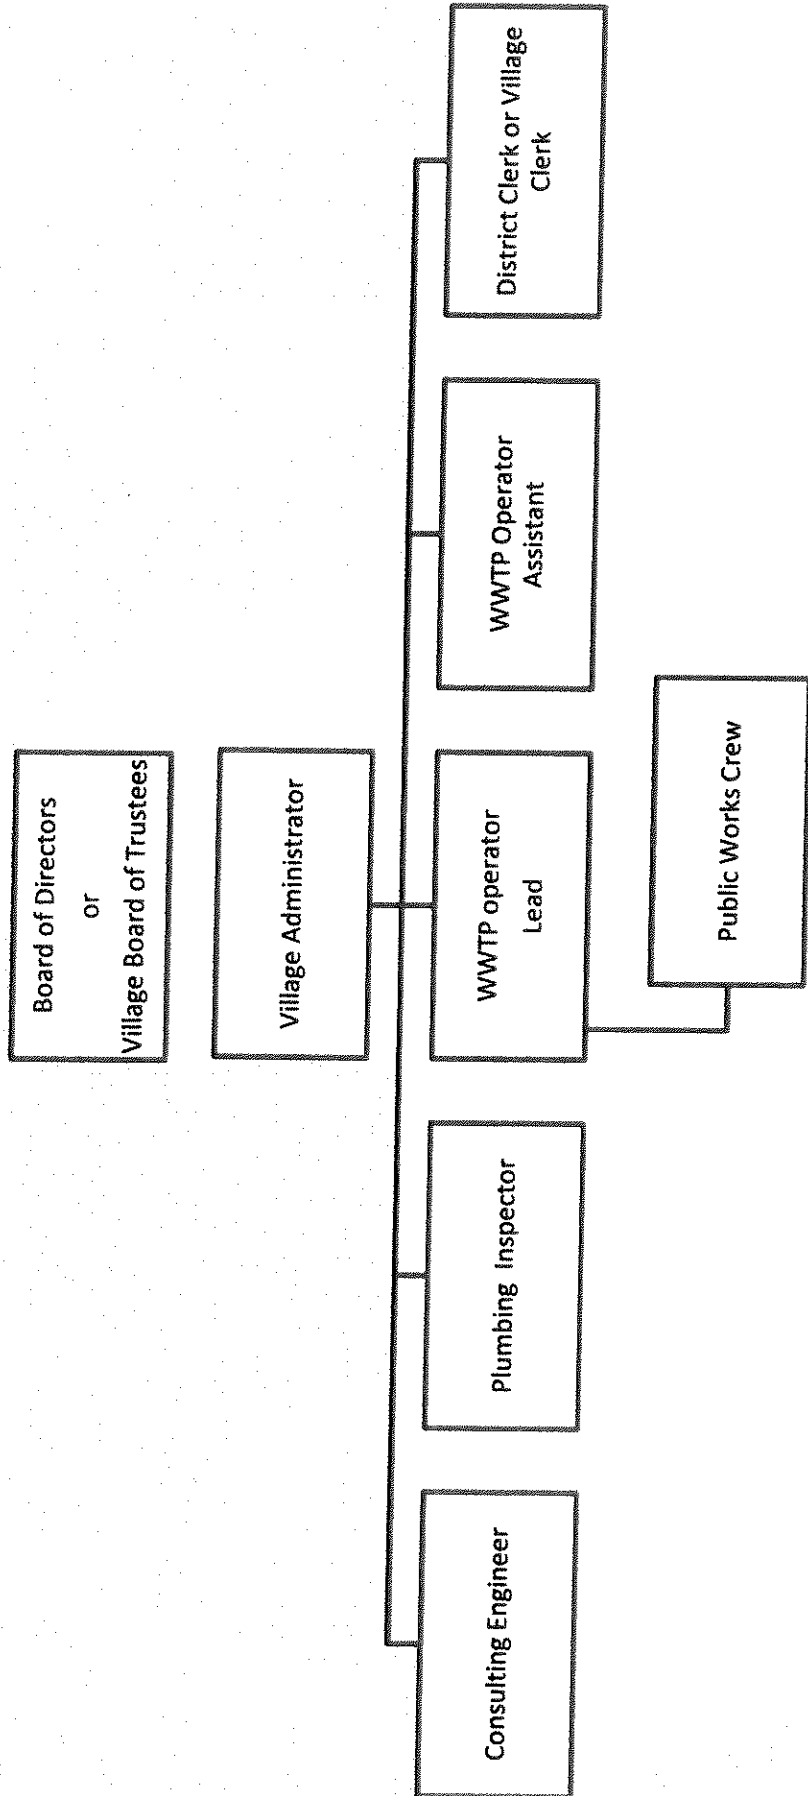 Board of Directors
or
Village Board of Trustees
Village Administrator
Consulting Engineer
Plumbing Inspector
WWTP operator
Lead
WWTP Operator
Assistant
District Clerk or Village
Clerk
Public Works Crew